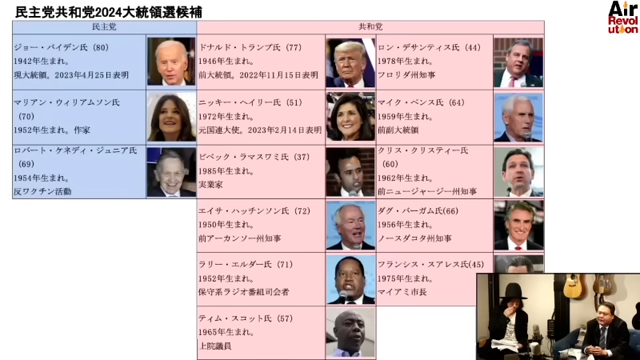 民主党共和党2024大統領選候補
Air
Revol
ution
民主党
共和党
ジョー・バイデン氏（80）
1942年生まれ。
現大統領。2023年4月25日表明
マリアン・ウィリアムソン氏
（70）
1952年生まれ。作家
ロバート・ケネディ・ジュニア氏
（69）
1954年生まれ。
反ワクチン活動
ドナルド・トランプ氏（77）
1946年生まれ。
前大統領。2022年11月15日表明
ニッキー・ヘイリー氏（51）
1972年生まれ。
元国連大使。2023年2月14日表明
ビベック・ラマスワミ氏（37）
1985年生まれ。
実業家
エイサ・ハッチンソン氏（72）
1950年生まれ。
前アーカンソー州知事
ラリー・エルダー氏（71）
1952年生まれ。
保守系ラジオ番組司会者
ティム・スコット氏（57）
1965年生まれ。
上院議員
ロン・デサンティス氏（44）
1978年生まれ。
フロリダ州知事
マイク・ペンス氏（64）
1959年生まれ。
前副大統領
クリス・クリスティー氏
（60）
1962年生まれ。
前ニュージャージー州知事
ダグ・バーガム氏(66)
1956年生まれ。
ノースダコタ州知事
フランシス・スアレス氏(45)
1975年生まれ。
マイアミ市長